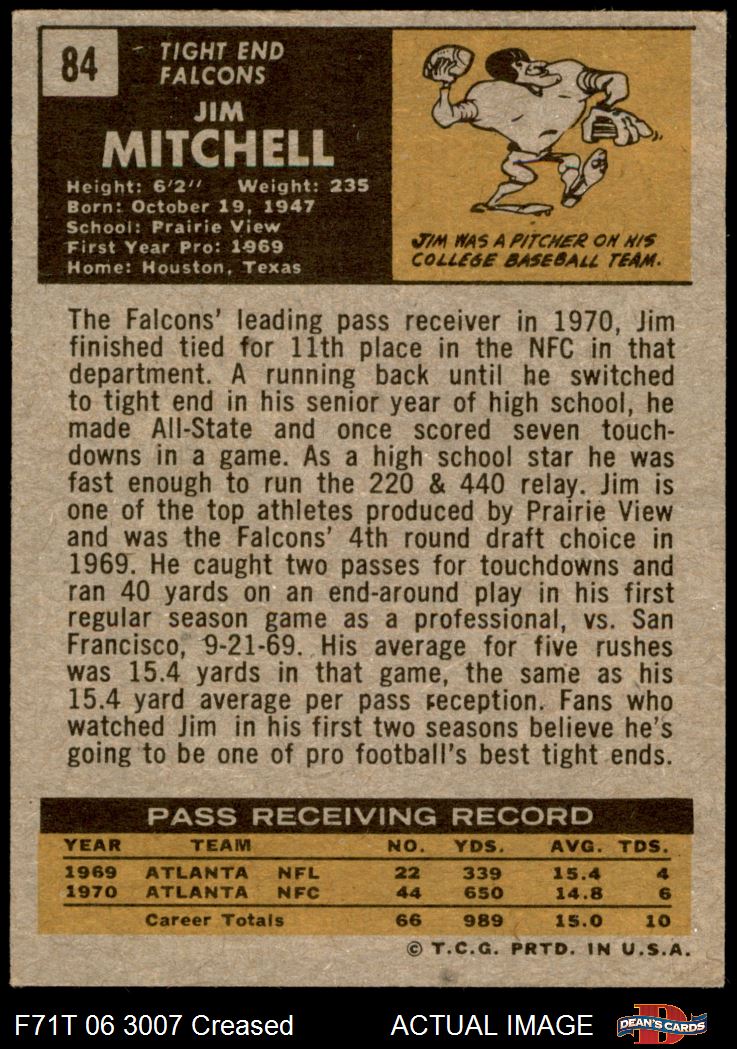 84
TIGHT END
FALCONS
JIM
MITCHELL
Height: 6'2" Weight: 235
Born: October 19, 1947
School: Prairie View
First Year Pro: 1969
Home: Houston, Texas
JIM WAS A PITCHER ON HIS
COLLEGE BASEBALL TEAM.
The Falcons' leading pass receiver in 1970, Jim
finished tied for 11th place in the NFC in that
department. A running back until he switched
to tight end in his senior year of high school, he
made All-State and once scored seven touch-
downs in a game. As a high school star he was
fast enough to run the 220 & 440 relay. Jim is
one of the top athletes produced by Prairie View
and was the Falcons' 4th round draft choice in
1969. He caught two passes for touchdowns and
ran 40 yards on an end-around play in his first
regular season game as a professional, vs. San
Francisco, 9-21-69. His average for five rushes
was 15.4 yards in that game, the same as his
15.4 yard average per pass reception. Fans who
watched Jim in his first two seasons believe he's
going to be one of pro football's best tight ends.
PASS RECEIVING RECORD
YEAR TEAM NO. YDS. AVG. TDS.
1969 ATLANTA NFL 22 339 15.4 4
1970 ATLANTA NFC 44 650 14.8 6
Career Totals 66 989 15.0 10
© T.C.G. PRTD. IN U.S.A.
F71T 06 3007 Creased ACTUAL IMAGE D DEAN'S CARDS